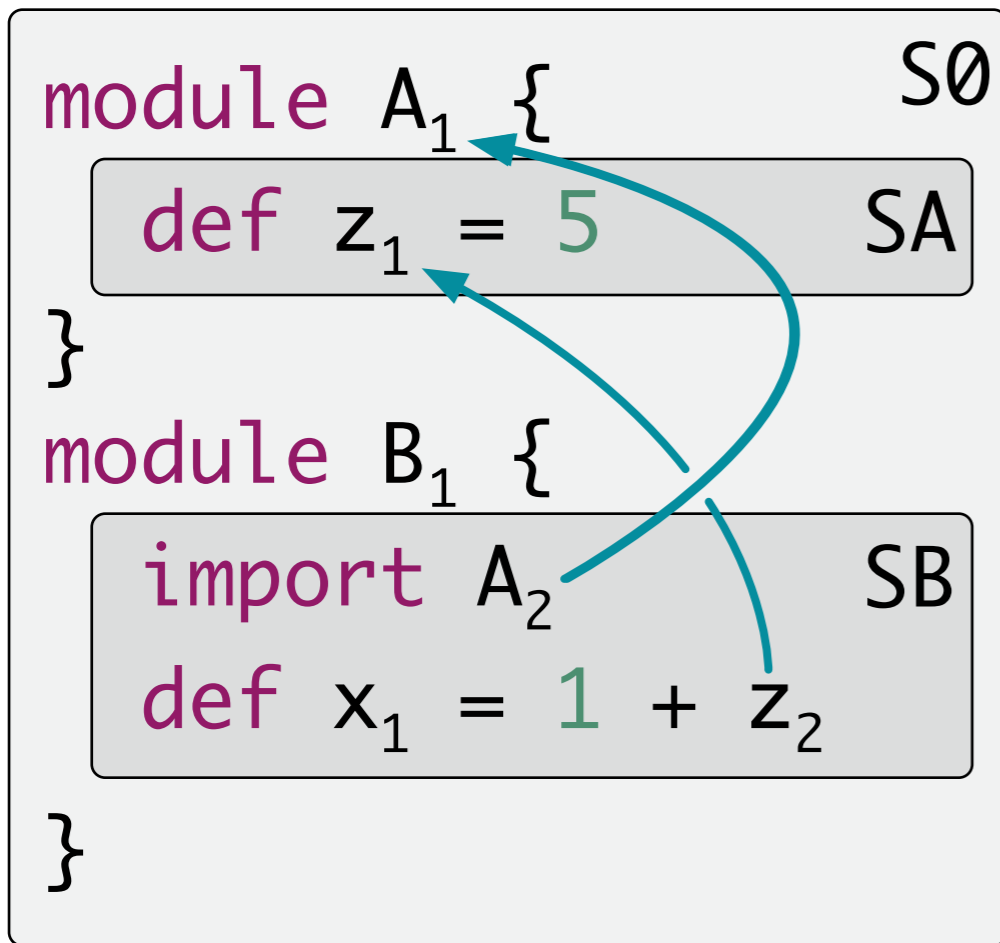 module A₁ { S0
def z₁ = 5 SA
}
module B₁ {
import A₂ SB
def x₁ = 1 + z₂
}